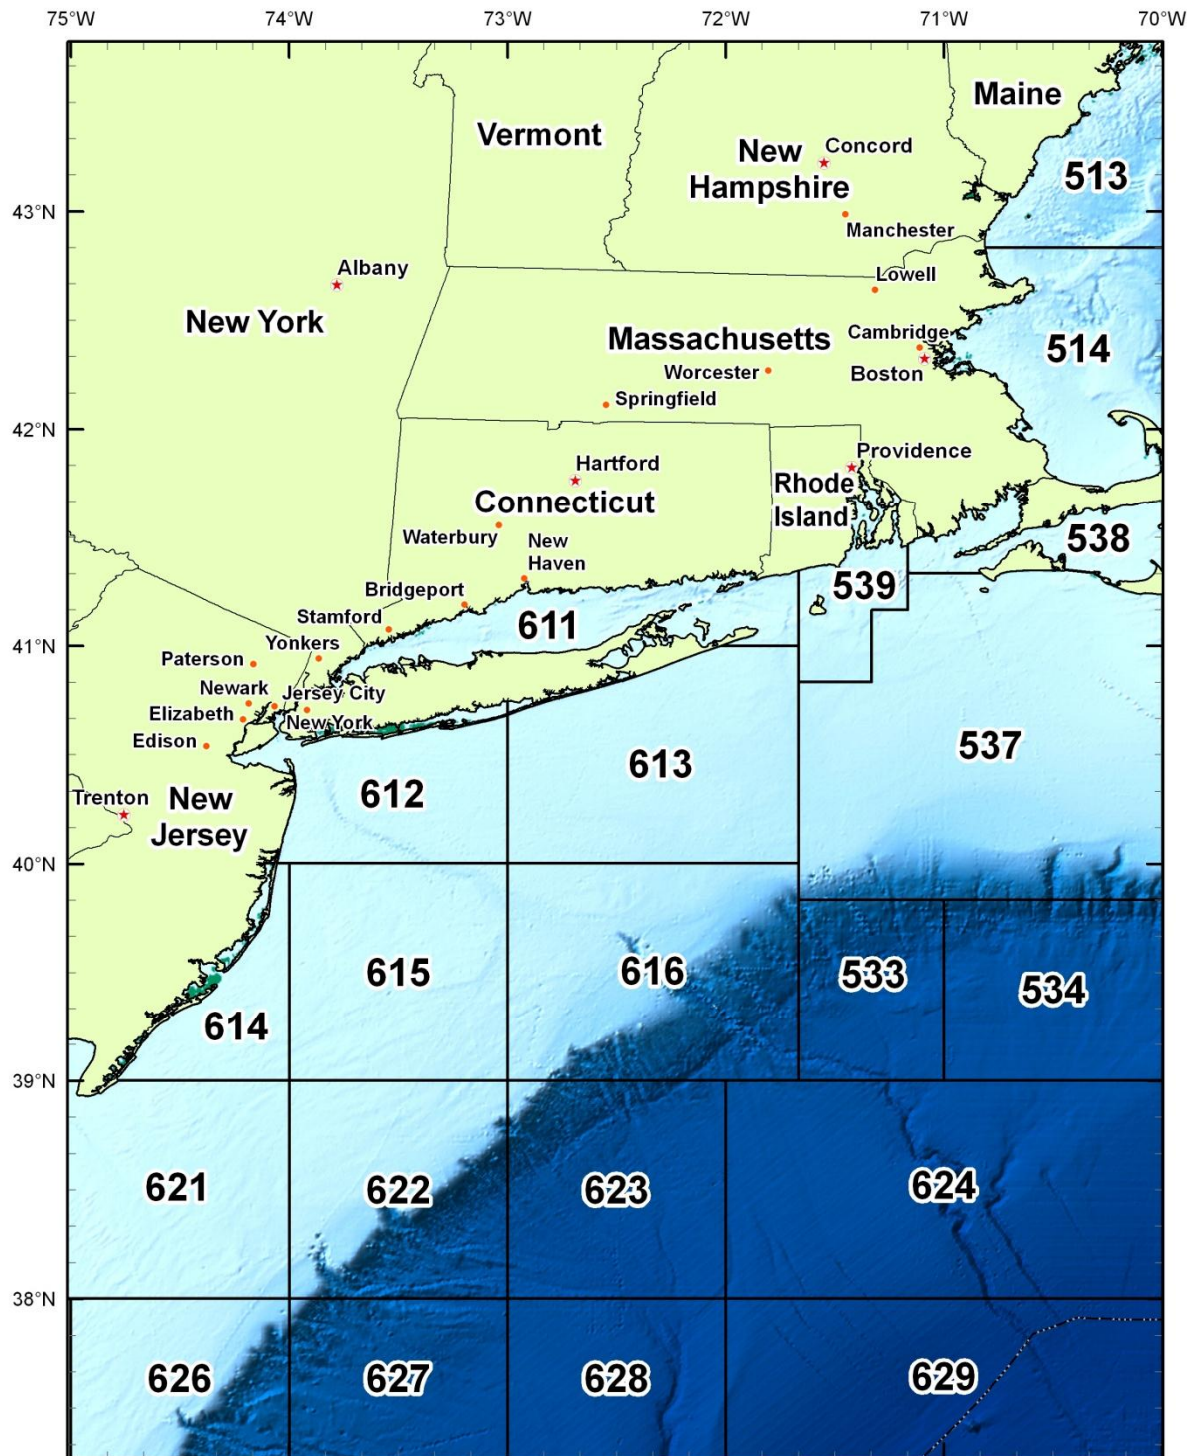 75°W
74°W
73°W
72°W
71°W
70°W
Maine
Vermont
New
Hampshire
Concord
513
43°N
Manchester
Albany
Lowell
New York
Massachusetts
Cambridge
514
Worcester
Boston
Springfield
42°N
Providence
Hartford
Rhode
Island
Connecticut
Waterbury
New
Haven
538
Bridgeport
539
Stamford
611
41°N
Yonkers
Paterson
Newark
Jersey City
Elizabeth
New York
Edison
537
613
612
Trenton
New
Jersey
40°N
615
616
533
534
614
39°N
621
622
623
624
38°N
626
627
628
629